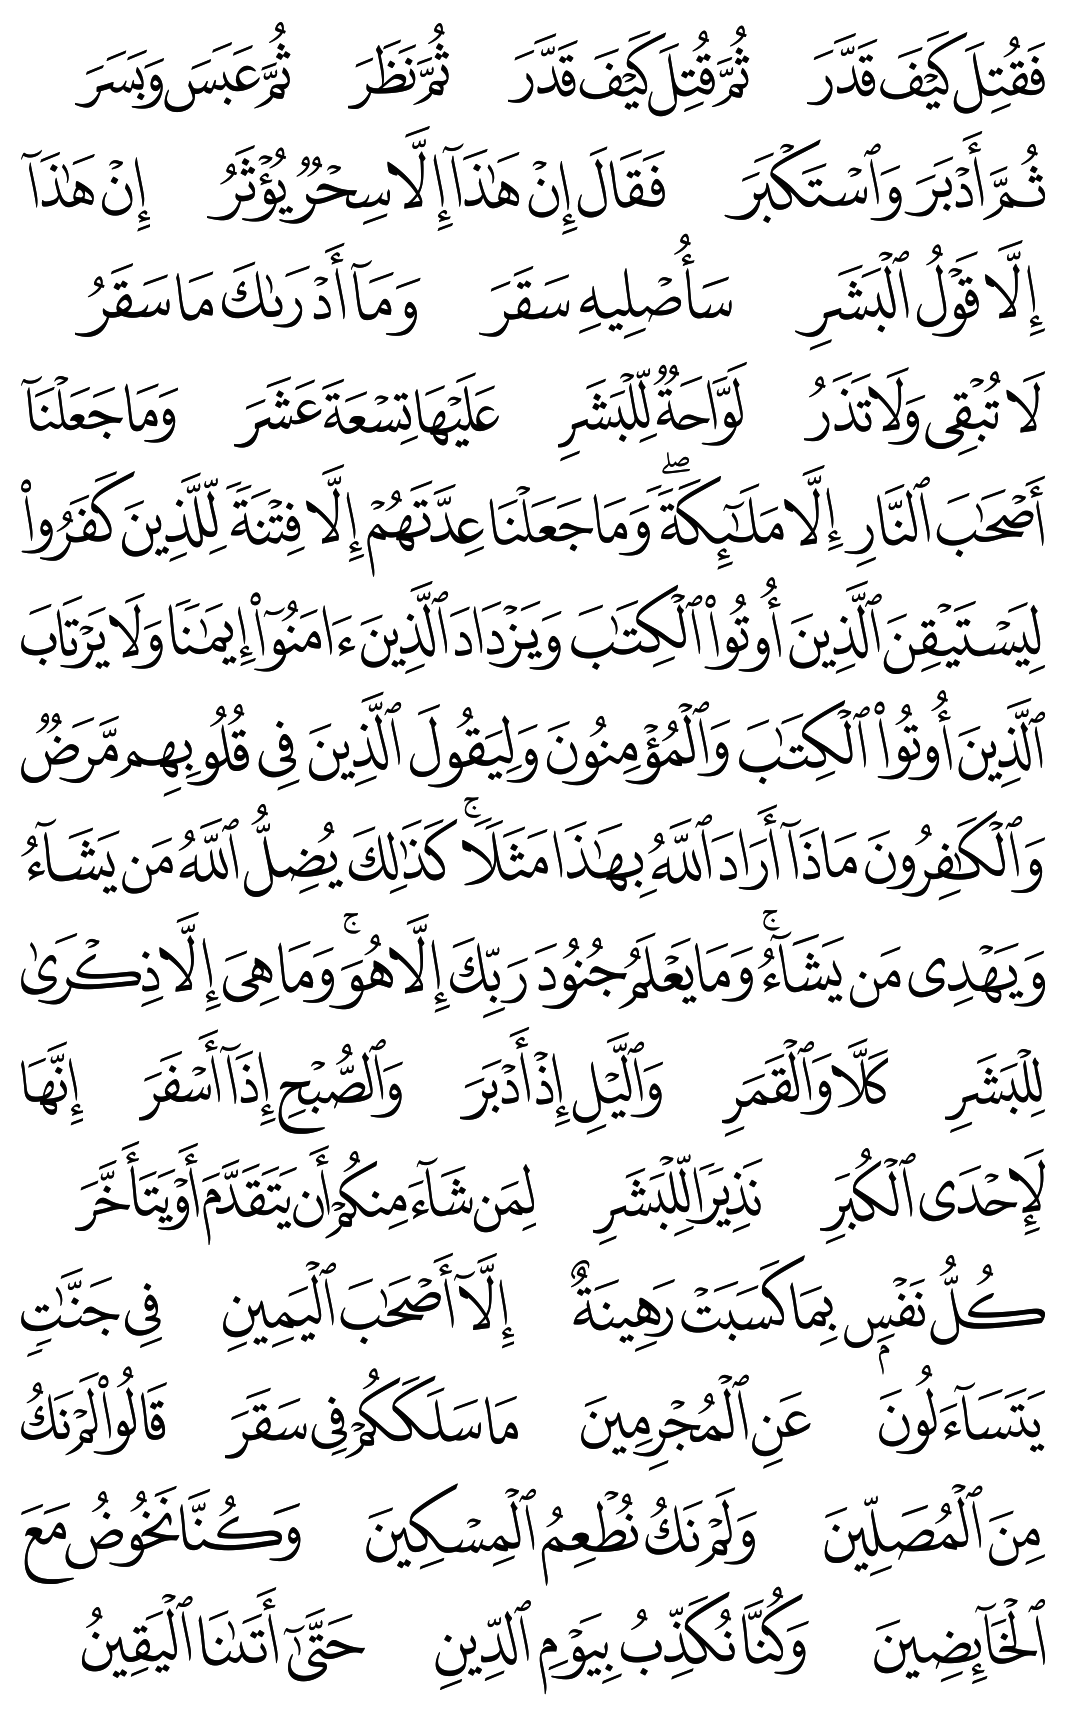 فَقُتِلَ كَيْفَ قَدَّرَ ثُمَّ قُتِلَ كَيْفَ قَدَّرَ ثُمَّ نَظَرَ ثُمَّ عَبَسَ وَبَسَرَ
ثُمَّ أَدْبَرَ وَٱسْتَكْبَرَ فَقَالَ إِنْ هَٰذَآ إِلَّا سِحْرٌ يُؤْثَرُ إِنْ هَٰذَآ
إِلَّا قَوْلُ ٱلْبَشَرِ سَأُصْلِيهِ سَقَرَ وَمَآ أَدْرَىٰكَ مَا سَقَرُ
لَا تُبْقِى وَلَا تَذَرُ لَوَّاحَةٌ لِّلْبَشَرِ عَلَيْهَا تِسْعَةَ عَشَرَ وَمَا جَعَلْنَآ
أَصْحَٰبَ ٱلنَّارِ إِلَّا مَلَٰٓئِكَةً ۖ وَمَا جَعَلْنَا عِدَّتَهُمْ إِلَّا فِتْنَةً لِّلَّذِينَ كَفَرُوا۟
لِيَسْتَيْقِنَ ٱلَّذِينَ أُوتُوا۟ ٱلْكِتَٰبَ وَيَزْدَادَ ٱلَّذِينَ ءَامَنُوٓا۟ إِيمَٰنًا وَلَا يَرْتَابَ
ٱلَّذِينَ أُوتُوا۟ ٱلْكِتَٰبَ وَٱلْمُؤْمِنُونَ وَلِيَقُولَ ٱلَّذِينَ فِى قُلُوبِهِم مَّرَضٌ
وَٱلْكَٰفِرُونَ مَاذَآ أَرَادَ ٱللَّهُ بِهَٰذَا مَثَلًا ۚ كَذَٰلِكَ يُضِلُّ ٱللَّهُ مَن يَشَآءُ
وَيَهْدِى مَن يَشَآءُ ۚ وَمَا يَعْلَمُ جُنُودَ رَبِّكَ إِلَّا هُوَ ۚ وَمَا هِىَ إِلَّا ذِكْرَىٰ
لِلْبَشَرِ كَلَّا وَٱلْقَمَرِ وَٱلَّيْلِ إِذْ أَدْبَرَ وَٱلصُّبْحِ إِذَآ أَسْفَرَ إِنَّهَا
لَإِحْدَى ٱلْكُبَرِ نَذِيرًا لِّلْبَشَرِ لِمَن شَآءَ مِنكُمْ أَن يَتَقَدَّمَ أَوْ يَتَأَخَّرَ
كُلُّ نَفْسٍۭ بِمَا كَسَبَتْ رَهِينَةٌ إِلَّآ أَصْحَٰبَ ٱلْيَمِينِ فِى جَنَّٰتٍ
يَتَسَآءَلُونَ عَنِ ٱلْمُجْرِمِينَ مَا سَلَكَكُمْ فِى سَقَرَ قَالُوا۟ لَمْ نَكُ
مِنَ ٱلْمُصَلِّينَ وَلَمْ نَكُ نُطْعِمُ ٱلْمِسْكِينَ وَكُنَّا نَخُوضُ مَعَ
ٱلْخَآئِضِينَ وَكُنَّا نُكَذِّبُ بِيَوْمِ ٱلدِّينِ حَتَّىٰٓ أَتَىٰنَا ٱلْيَقِينُ